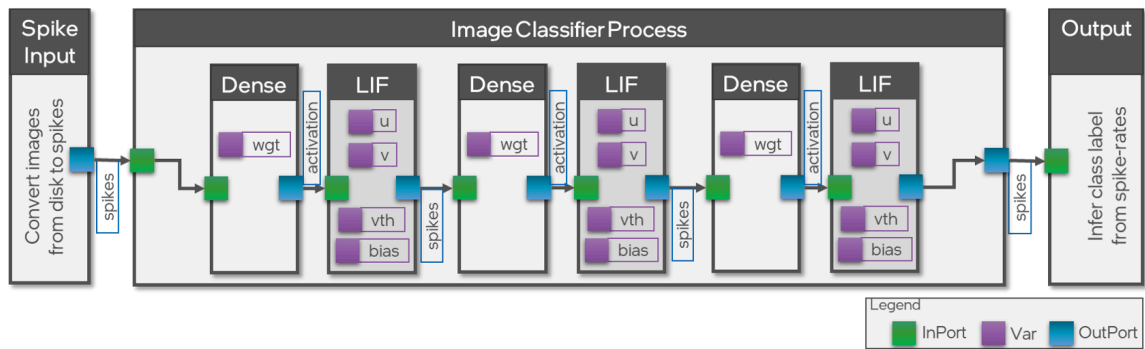 Spike
Input
Convert images
from disk to spikes
spikes
Image Classifier Process
Dense
wgt
activation
LIF
u
v
vth
bias
spikes
Dense
wgt
activation
LIF
u
v
vth
bias
spikes
Dense
wgt
activation
LIF
u
v
vth
bias
spikes
Output
Infer class label
from spike-rates
Legend
InPort
Var
OutPort